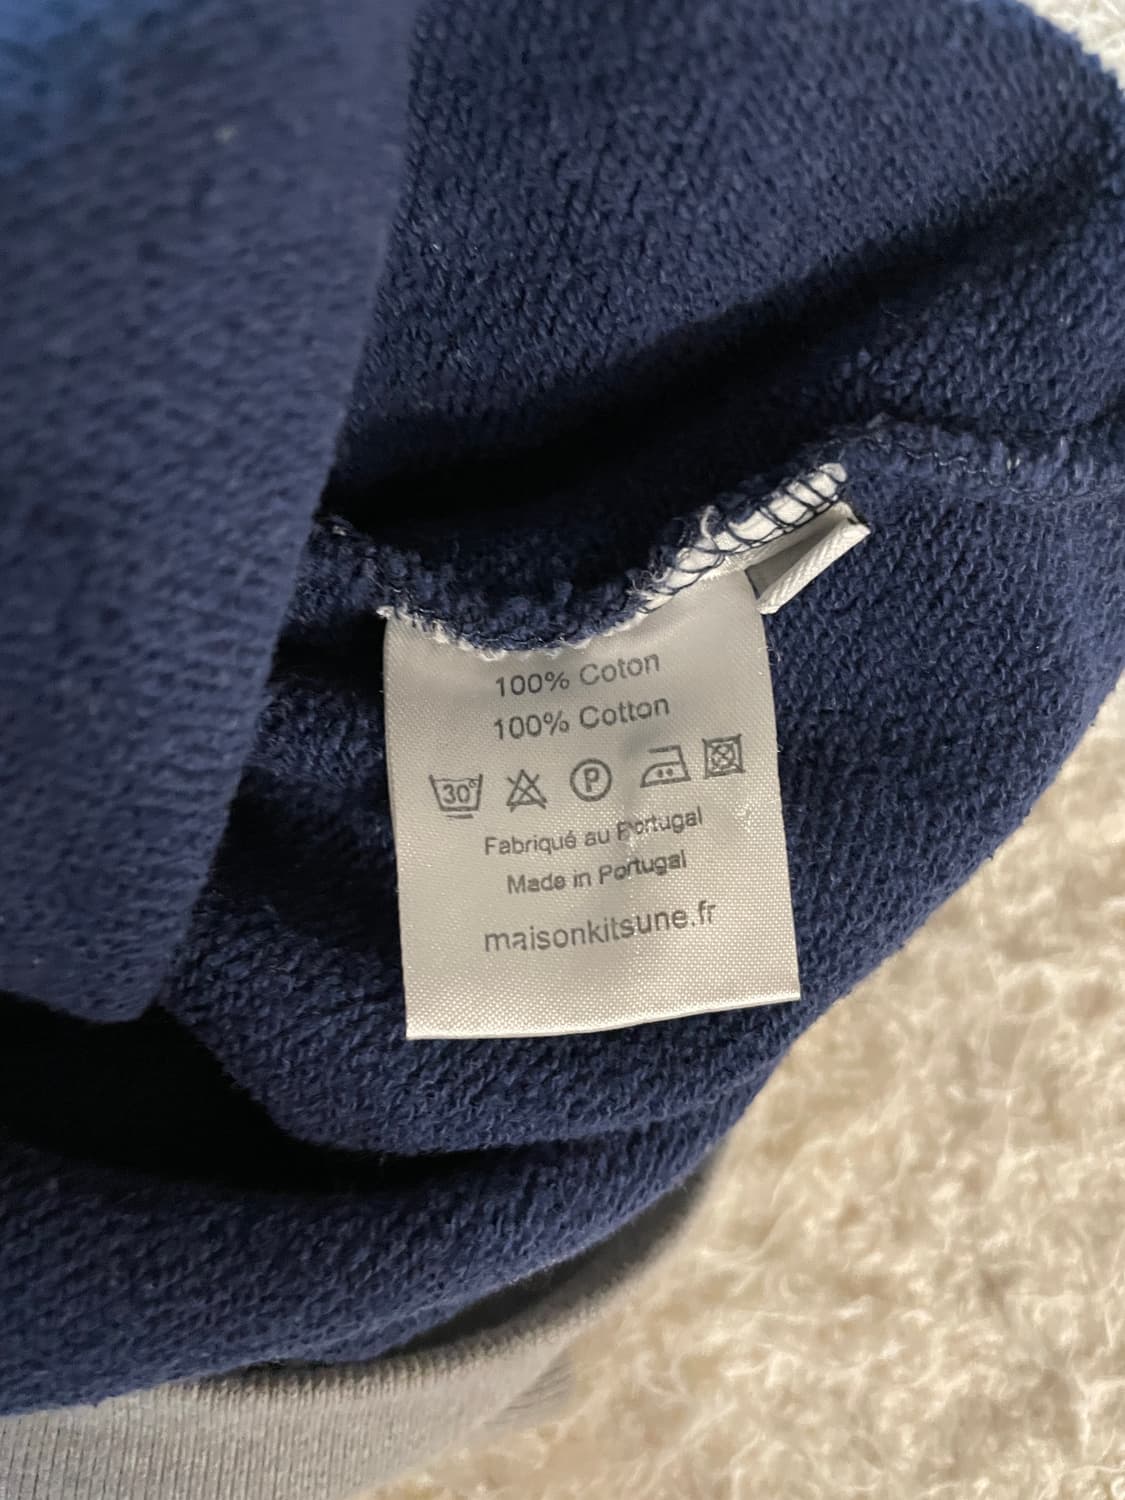 100% Coton
100% Cotton
30° P
Fabriqué au Portugal
Made in Portugal
maisonkitsune.fr